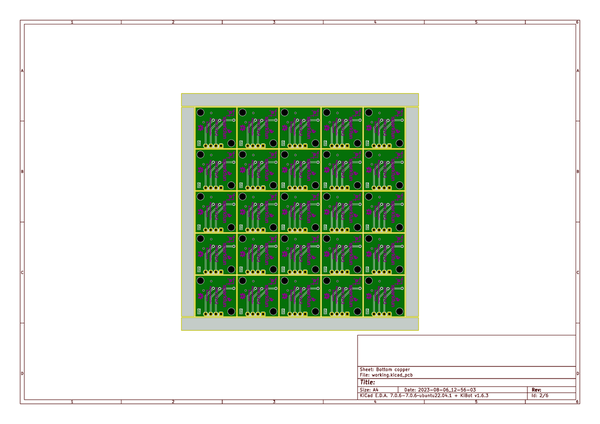 1 2 3 4 5 6
A A
B B
C C
D D
Sheet: Bottom copper
File: working.kicad_pcb
Title:
Size: A4 Date: 2023-08-06_12-56-03 Rev:
KiCad E.D.A. 7.0.6-7.0.6~ubuntu22.04.1 + KiBot v1.6.3 Id: 2/6
1 2 3 4 5 6